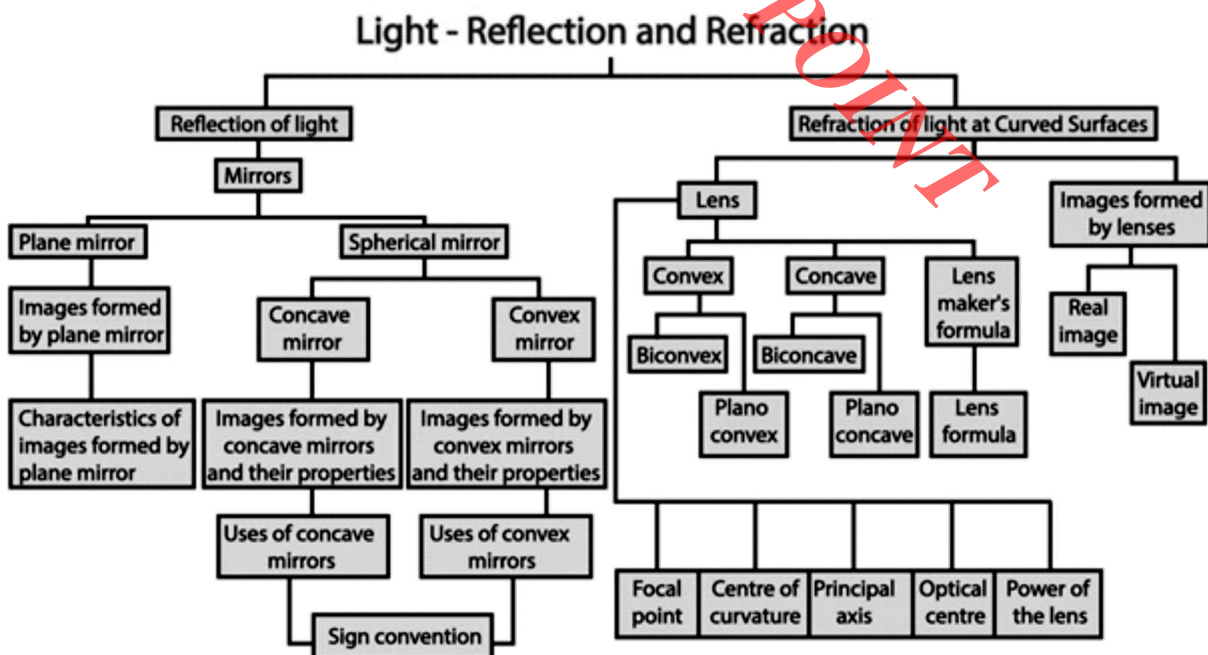 Light - Reflection and Refraction
POINT
Reflection of light
Refraction of light at Curved Surfaces
Mirrors
Lens
Images formed
by lenses
Plane mirror
Spherical mirror
Convex
Concave
Lens
maker's
formula
Real
image
Virtual
image
Images formed
by plane mirror
Concave
mirror
Convex
mirror
Biconvex
Biconcave
Plano
convex
Plano
concave
Lens
formula
Characteristics of
images formed by
plane mirror
Images formed by
concave mirrors
and their properties
Images formed by
convex mirrors
and their properties
Uses of concave
mirrors
Uses of convex
mirrors
Sign convention
Focal
point
Centre of
curvature
Principal
axis
Optical
centre
Power of
the lens